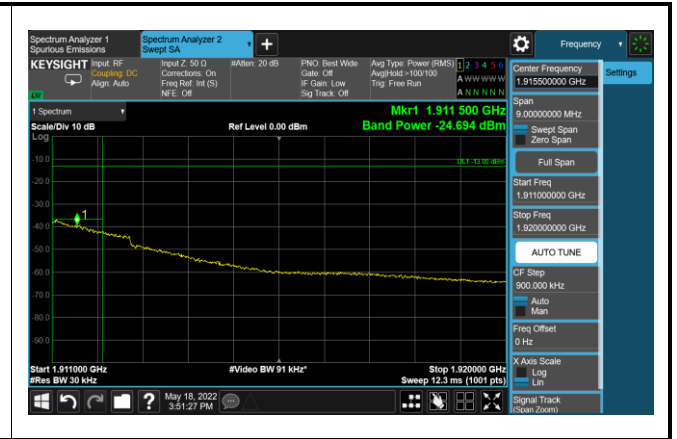 Spectrum Analyzer 1
Spurious Emissions
Spectrum Analyzer 2
Swept SA
Frequency
KEYSIGHT
Input: RF
Coupling: DC
Align: Auto
Input Z: 50 Ω
Corrections: On
Freq Ref: Int (S)
NFE: Off
#Atten: 20 dB
PNO: Best Wide
Gate: Off
IF Gain: Low
Sig Track: Off
Avg Type: Power (RMS)
Avg|Hold:>100/100
Trig: Free Run
1 2 3 4 5 6
A W W W W W
A N N N N N
Center Frequency
1.915500000 GHz
Settings
1 Spectrum
Scale/Div 10 dB
Ref Level 0.00 dBm
Mkr1 1.911 500 GHz
Band Power -24.694 dBm
Span
9.00000000 MHz
Swept Span
Zero Span
Full Span
Start Freq
1.911000000 GHz
Stop Freq
1.920000000 GHz
AUTO TUNE
CF Step
900.000 kHz
Auto
Man
Freq Offset
0 Hz
X Axis Scale
Log
Lin
Signal Track
(Span Zoom)
Log
-10.0
DL1 -13.00 dBm
-20.0
-30.0
1
-40.0
-50.0
-60.0
-70.0
-80.0
-90.0
Start 1.911000 GHz
#Res BW 30 kHz
#Video BW 91 kHz*
Stop 1.920000 GHz
Sweep 12.3 ms (1001 pts)
?
May 18, 2022
3:51:27 PM